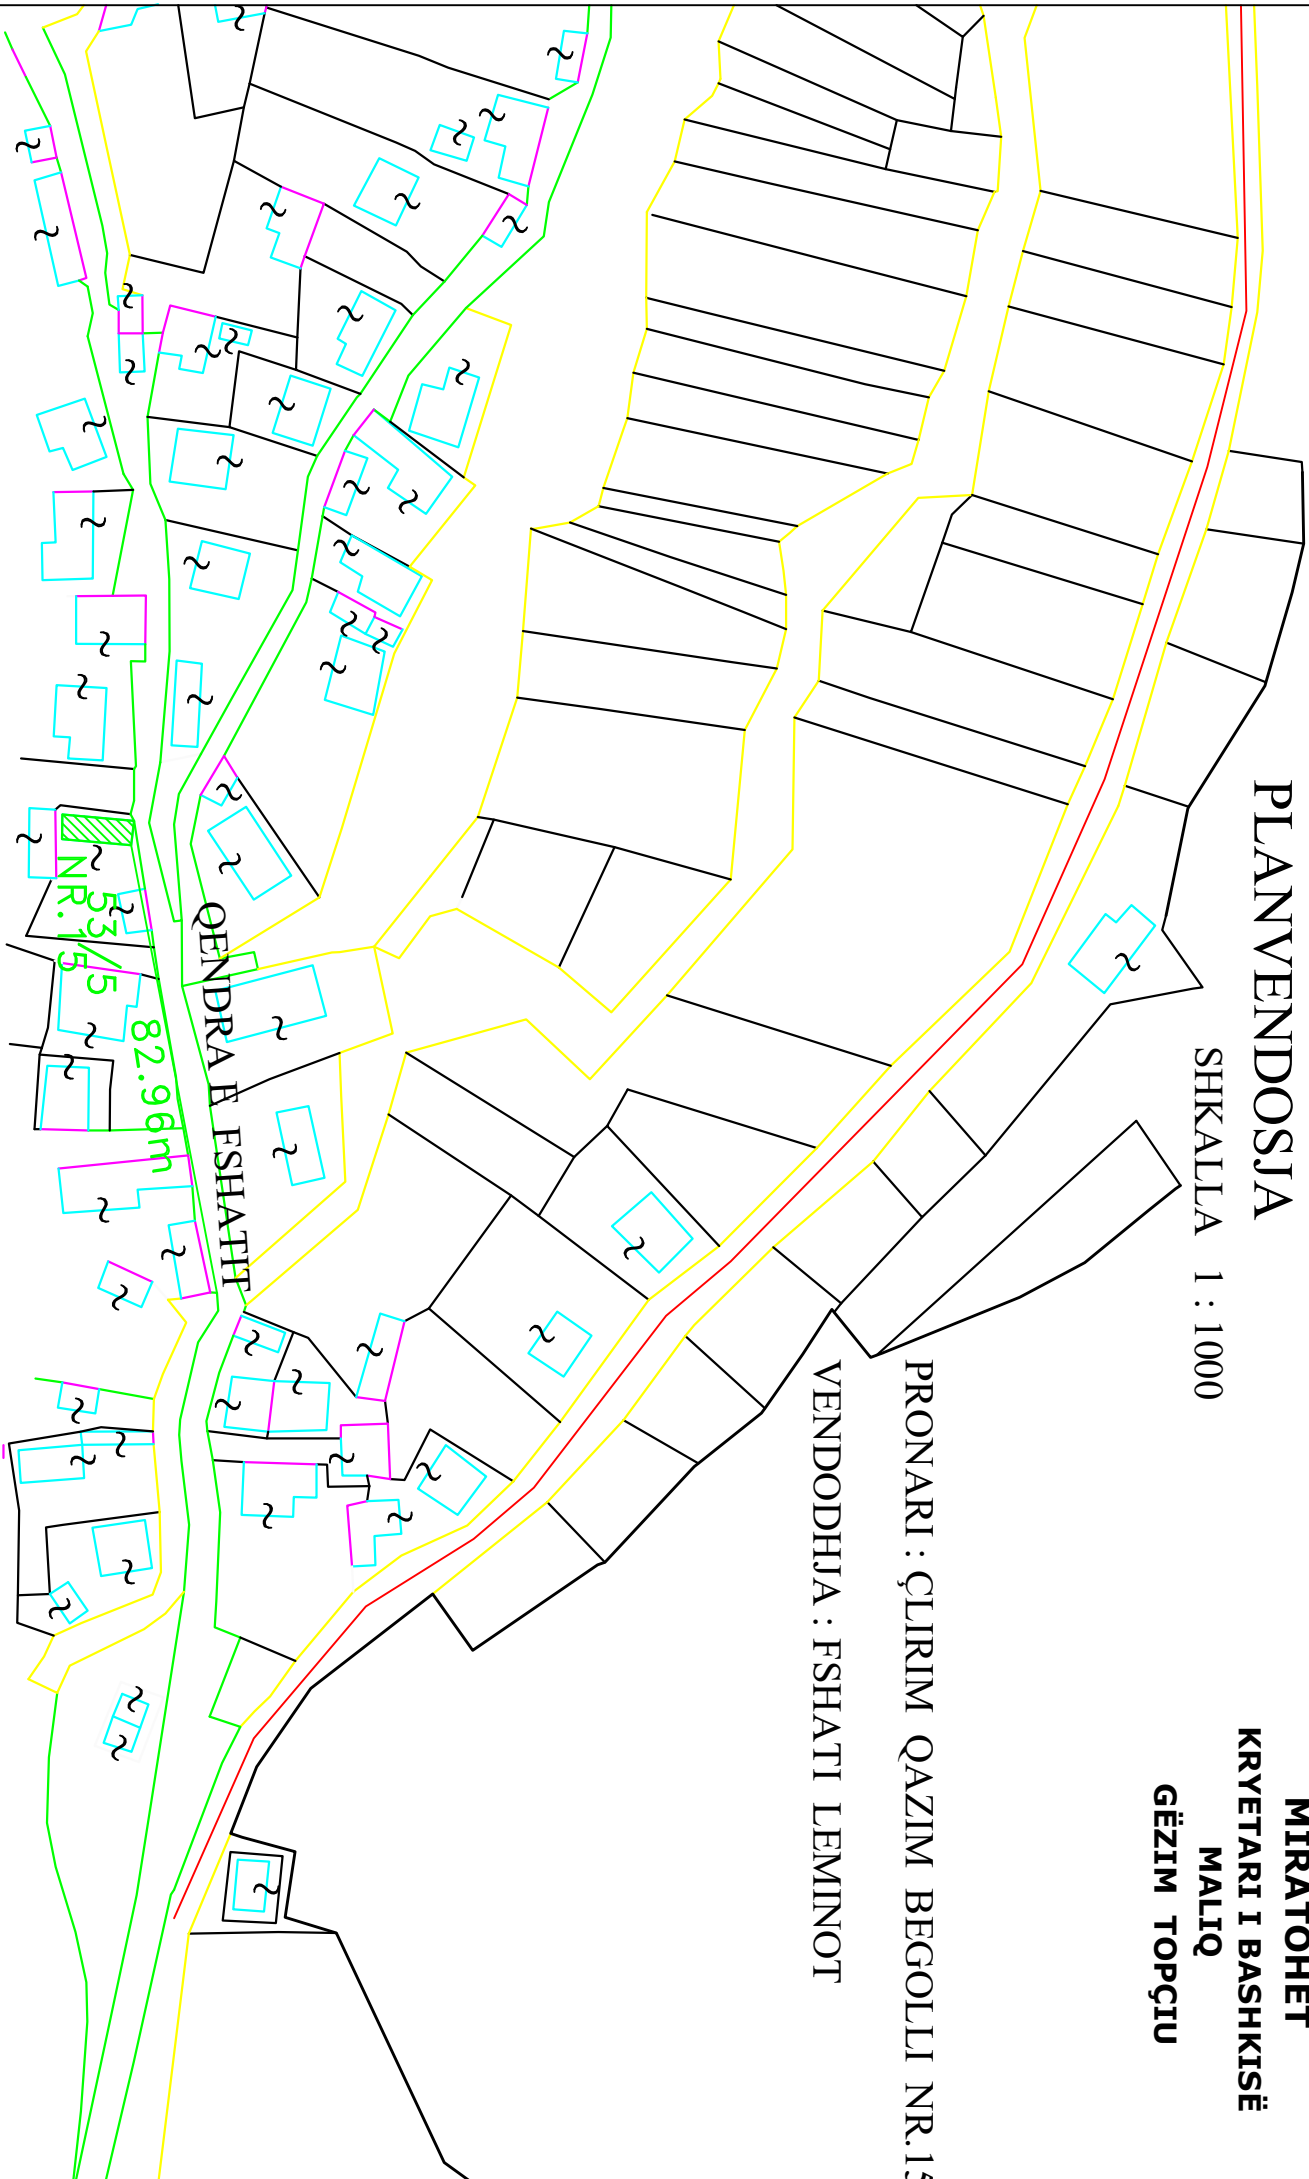 MIRATOHET
KRYETARI I BASHKISË
MALIQ
GËZIM TOPÇIU
PLANVENDOSJA
SHKALLA 1 : 1000
PRONARI : ÇLIRIM QAZIM BEGOLLI NR.15
VENDODHJA : FSHATI LEMINOT
QENDRA E FSHATIT
82.96m
53/5
NR.15